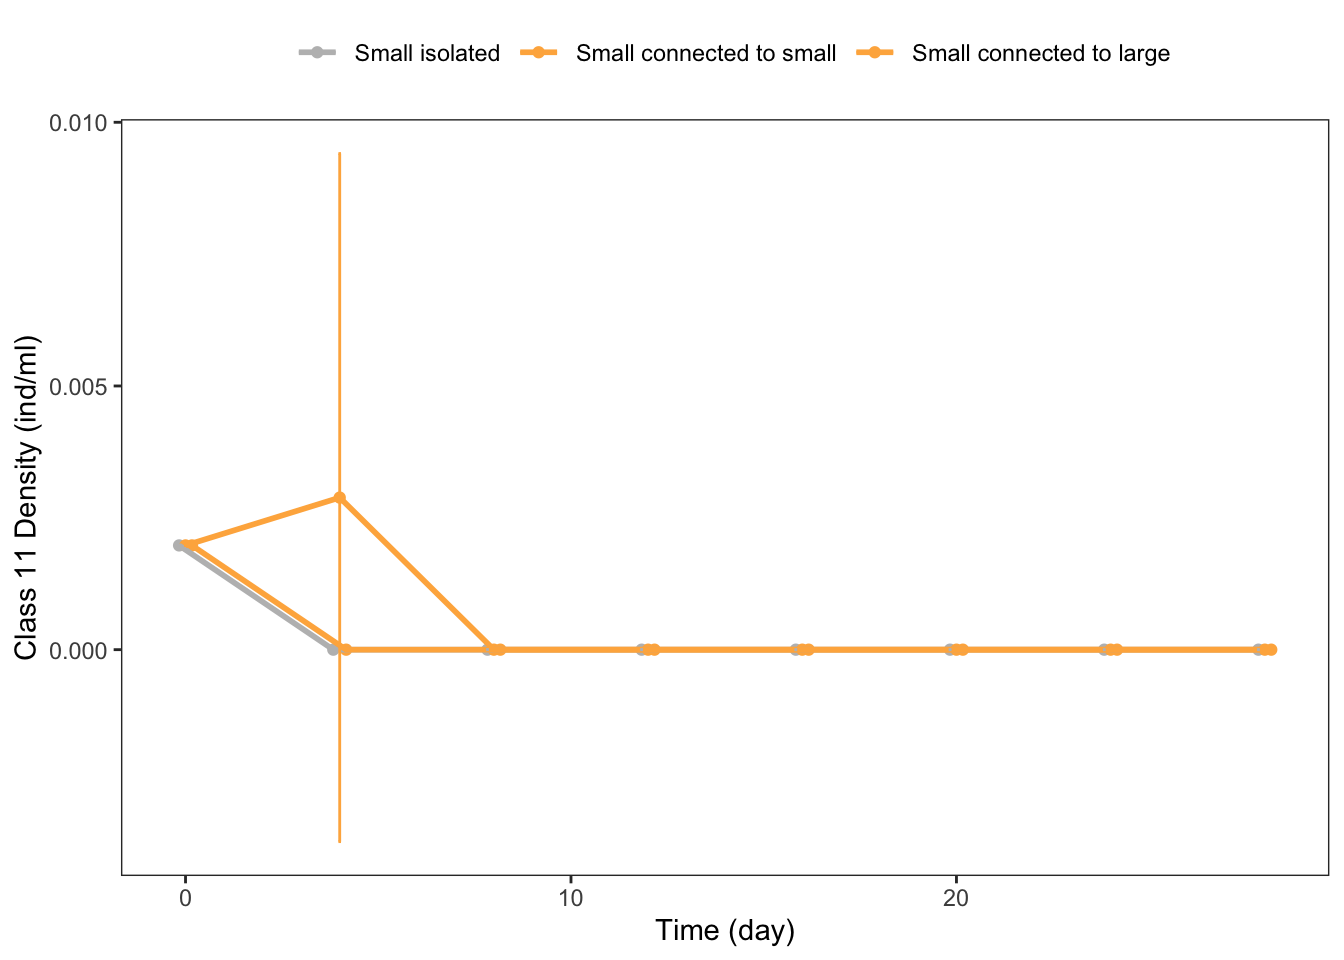 Small isolated Small connected to small Small connected to large
0.010
0.005
0.000
Class 11 Density (ind/ml)
0 10 20
Time (day)